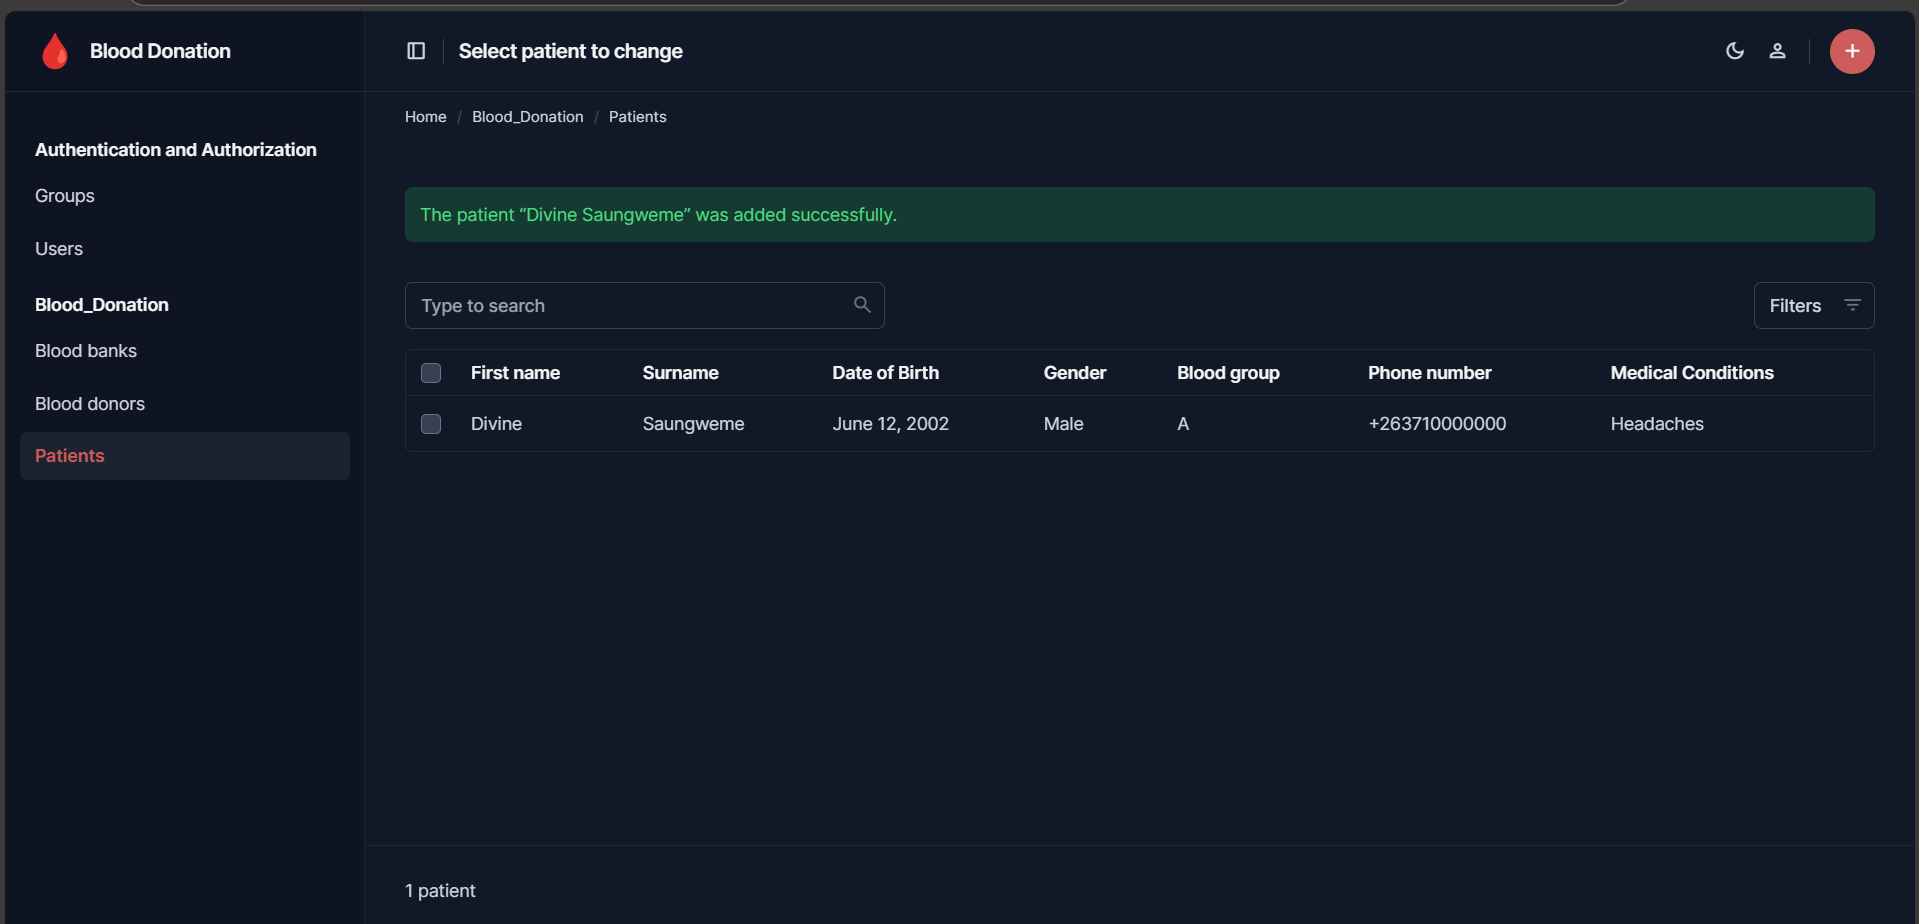 Blood Donation
Select patient to change
Home / Blood_Donation / Patients
Authentication and Authorization
Groups
Users
Blood_Donation
Blood banks
Blood donors
Patients
The patient “Divine Saungweme” was added successfully.
Type to search
Filters
First name Surname Date of Birth Gender Blood group Phone number Medical Conditions
Divine Saungweme June 12, 2002 Male A +263710000000 Headaches
1 patient